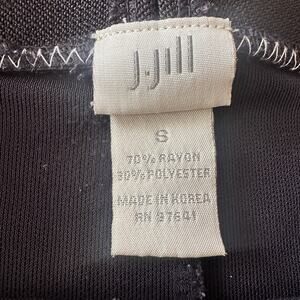 J.Jill
S
70% RAYON
30% POLYESTER
MADE IN KOREA
RN 97641